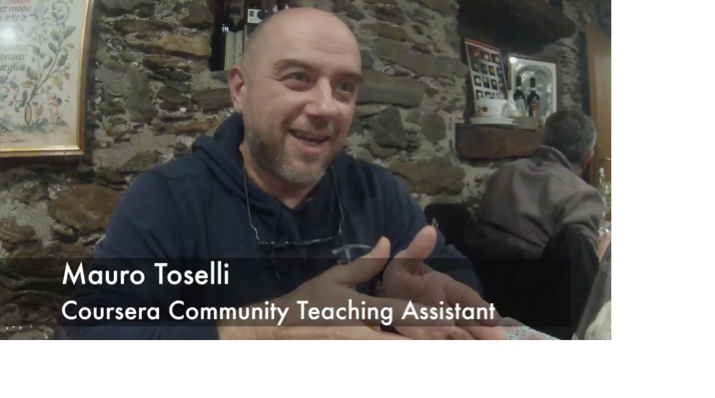 Mauro Toselli
Coursera Community Teaching Assistant